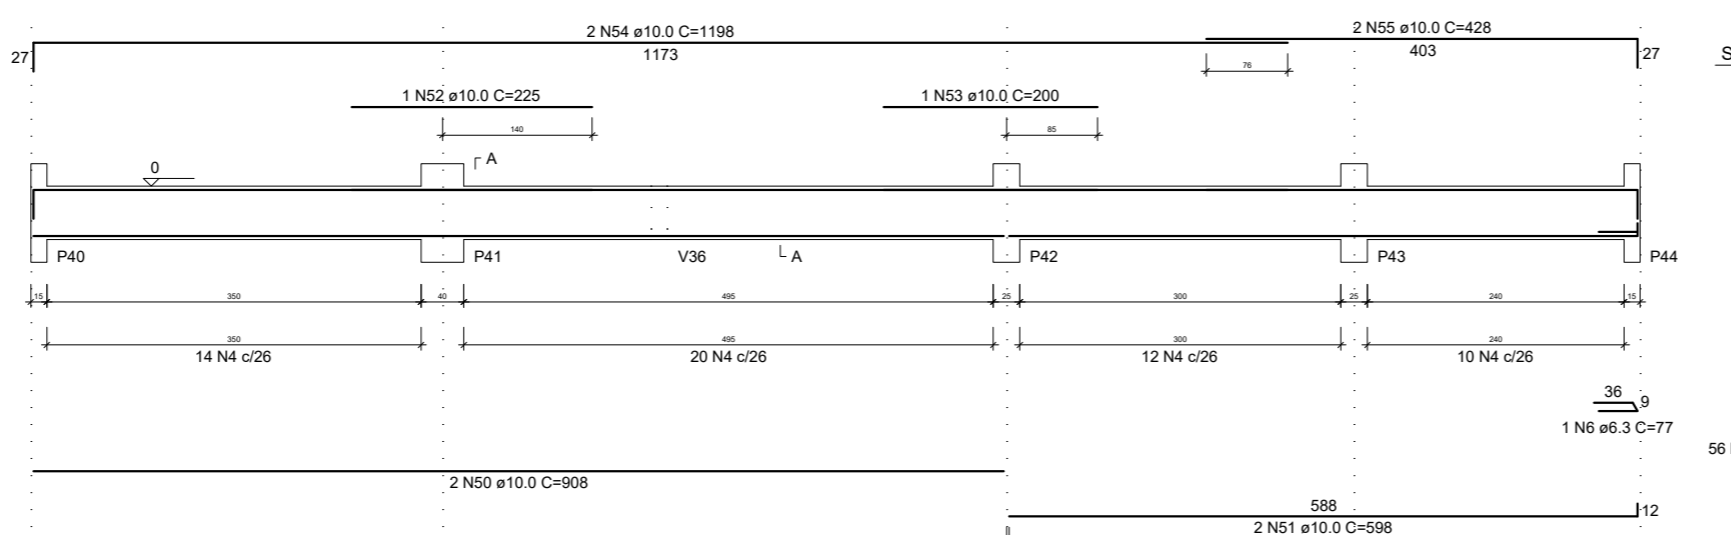 2 N54 ø10.0 C=1198
2 N55 ø10.0 C=428
27
1173
403
27
S
76
1 N52 ø10.0 C=225
1 N53 ø10.0 C=200
140
85
A
0
P40
P41
V36
A
P42
P43
P44
15
350
40
495
25
300
25
240
15
350
495
300
240
14 N4 c/26
20 N4 c/26
12 N4 c/26
10 N4 c/26
36
9
1 N6 ø6.3 C=77
56
2 N50 ø10.0 C=908
588
12
2 N51 ø10.0 C=598